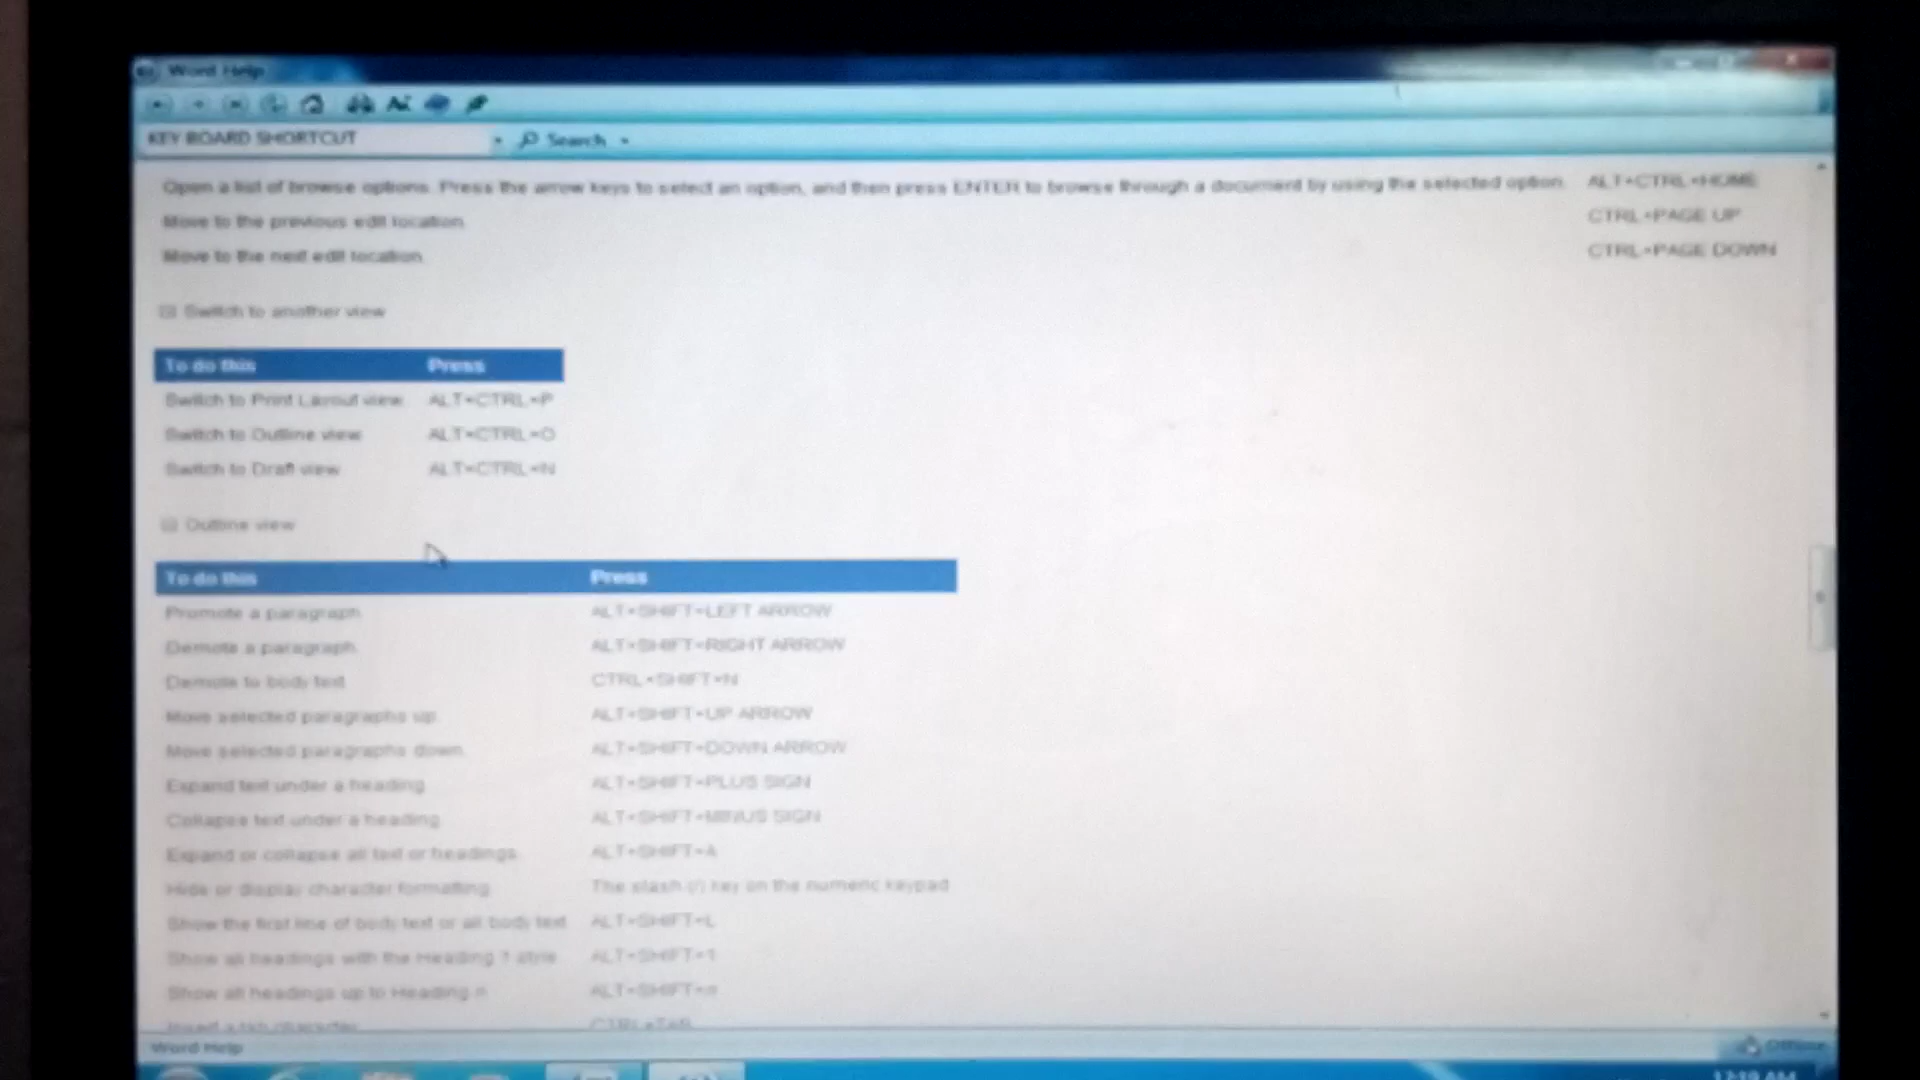 Word Help
KEY BOARD SHORTCUT
Search
Open a list of browse options. Press the arrow keys to select an option, and then press ENTER to browse through a document by using the selected option. ALT+CTRL+HOME
Move to the previous edit location. CTRL+PAGE UP
Move to the next edit location. CTRL+PAGE DOWN
Switch to another view
To do this Press
Switch to Print Layout view ALT+CTRL+P
Switch to Outline view ALT+CTRL+O
Switch to Draft view ALT+CTRL+N
Outline view
To do this Press
Promote a paragraph. ALT+SHIFT+LEFT ARROW
Demote a paragraph. ALT+SHIFT+RIGHT ARROW
Demote to body text. CTRL+SHIFT+N
Move selected paragraphs up. ALT+SHIFT+UP ARROW
Move selected paragraphs down. ALT+SHIFT+DOWN ARROW
Expand text under a heading. ALT+SHIFT+PLUS SIGN
Collapse text under a heading. ALT+SHIFT+MINUS SIGN
Expand or collapse all text or headings. ALT+SHIFT+A
Hide or display character formatting. The slash (/) key on the numeric keypad
Show the first line of body text or all body text. ALT+SHIFT+L
Show all headings with the Heading 1 style. ALT+SHIFT+1
Show all headings up to Heading n. ALT+SHIFT+n
Insert a tab character. CTRL+TAB
Word Help
Offline